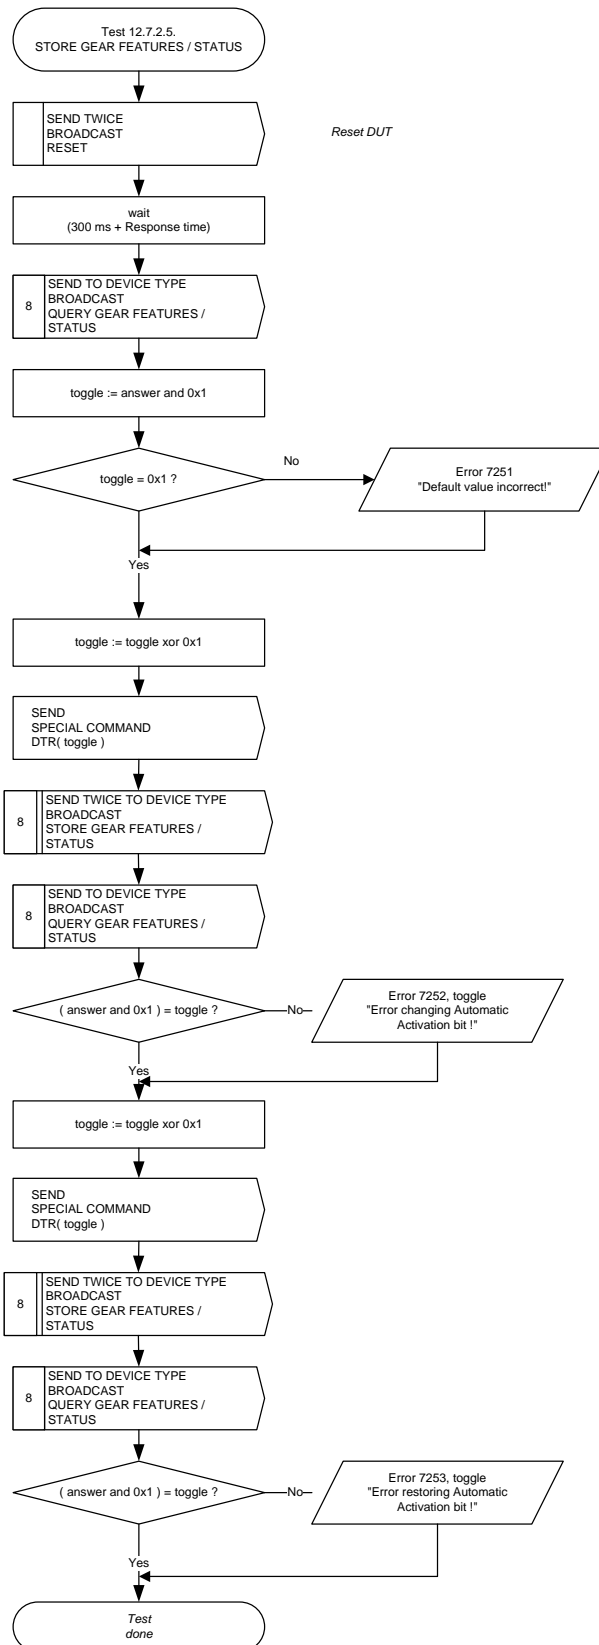 Test 12.7.2.5.
STORE GEAR FEATURES / STATUS
SEND TWICE
BROADCAST
RESET
Reset DUT
wait
(300 ms + Response time)
8
SEND TO DEVICE TYPE
BROADCAST
QUERY GEAR FEATURES /
STATUS
toggle := answer and 0x1
toggle = 0x1 ?
No
Error 7251
"Default value incorrect!"
Yes
toggle := toggle xor 0x1
SEND
SPECIAL COMMAND
DTR( toggle )
8
SEND TWICE TO DEVICE TYPE
BROADCAST
STORE GEAR FEATURES /
STATUS
8
SEND TO DEVICE TYPE
BROADCAST
QUERY GEAR FEATURES /
STATUS
( answer and 0x1 ) = toggle ?
No
Error 7252, toggle
"Error changing Automatic
Activation bit !"
Yes
toggle := toggle xor 0x1
SEND
SPECIAL COMMAND
DTR( toggle )
8
SEND TWICE TO DEVICE TYPE
BROADCAST
STORE GEAR FEATURES /
STATUS
8
SEND TO DEVICE TYPE
BROADCAST
QUERY GEAR FEATURES /
STATUS
( answer and 0x1 ) = toggle ?
No
Error 7253, toggle
"Error restoring Automatic
Activation bit !"
Yes
Test
done